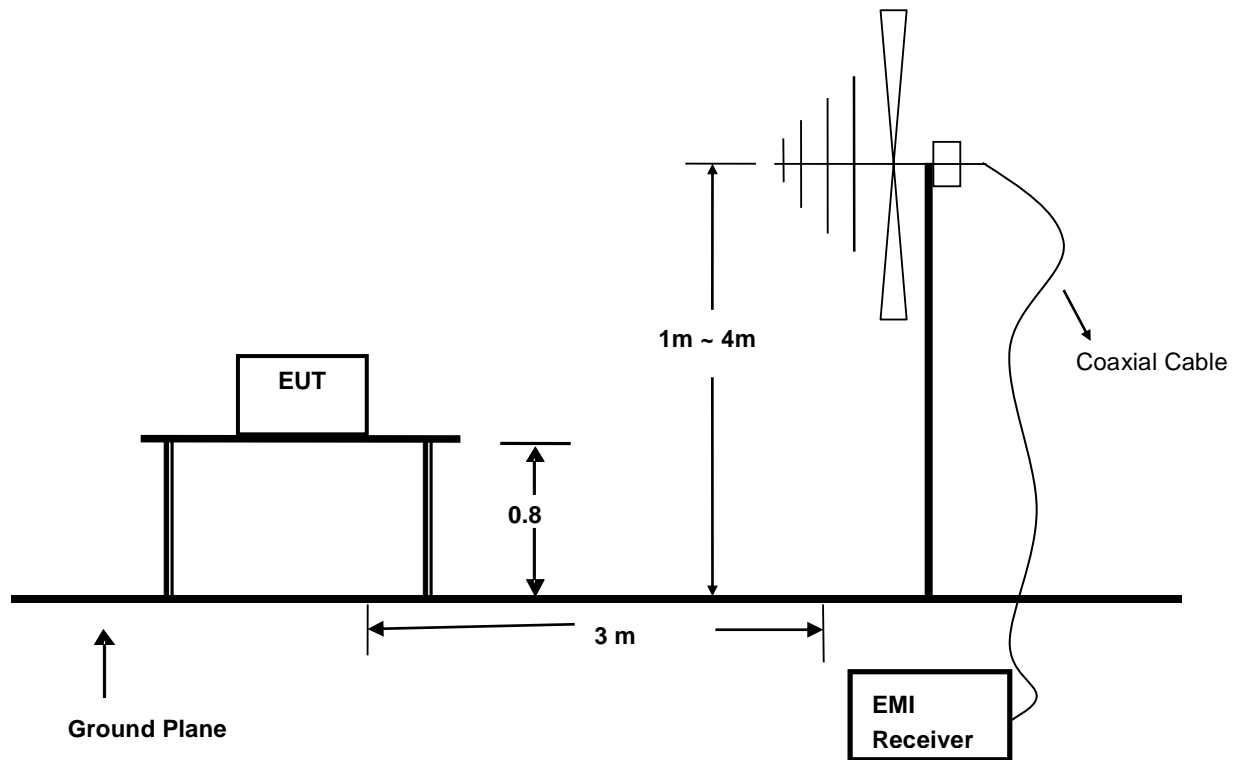 1m ~ 4m
Coaxial Cable
EUT
0.8
3 m
Ground Plane
EMI
Receiver